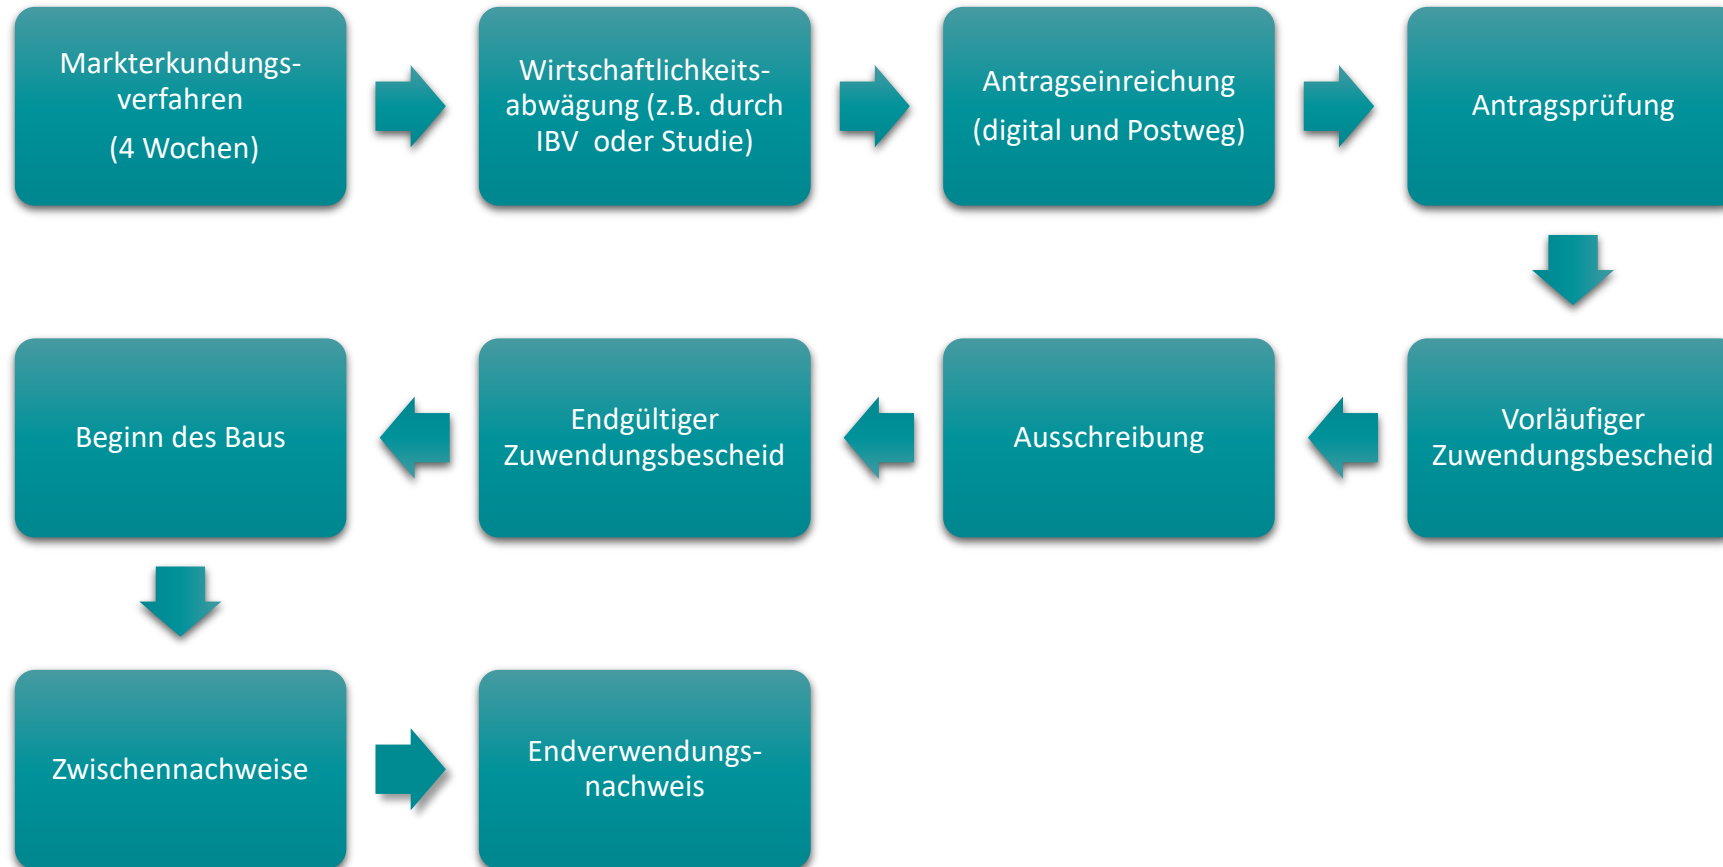 Markterkundungs-
verfahren
(4 Wochen)
Wirtschaftlichkeits-
abwägung (z.B. durch
IBV  oder Studie)
Antragseinreichung
(digital und Postweg)
Antragsprüfung
Vorläufiger
Zuwendungsbescheid
Ausschreibung
Endgültiger
Zuwendungsbescheid
Beginn des Baus
Zwischennachweise
Endverwendungs-
nachweis